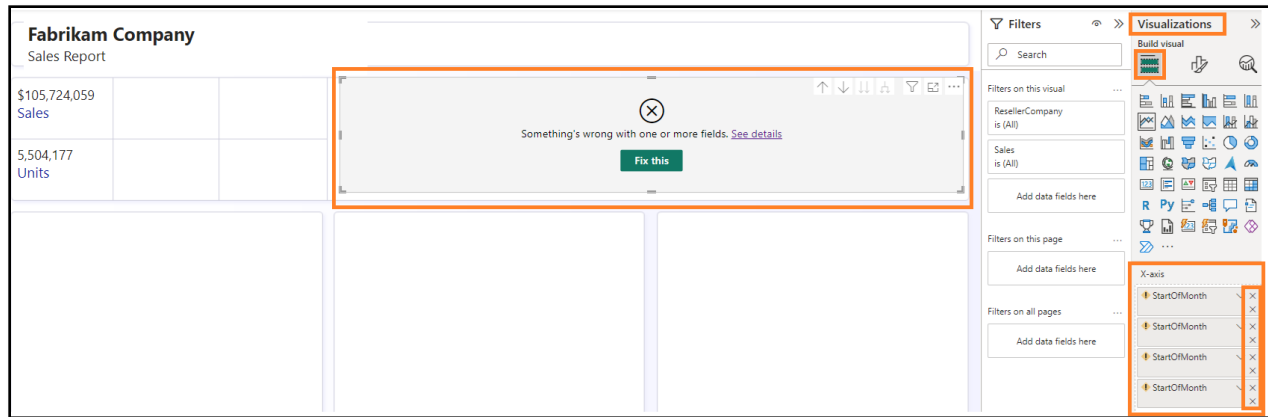 Fabrikam Company
Sales Report
$105,724,059
Sales
5,504,177
Units
Something's wrong with one or more fields. See details
Fix this
Filters
Search
Filters on this visual
ResellerCompany
is (All)
Sales
is (All)
Add data fields here
Filters on this page
Add data fields here
Filters on all pages
Add data fields here
Visualizations
Build visual
123
R Py
X-axis
StartOfMonth
StartOfMonth
StartOfMonth
StartOfMonth